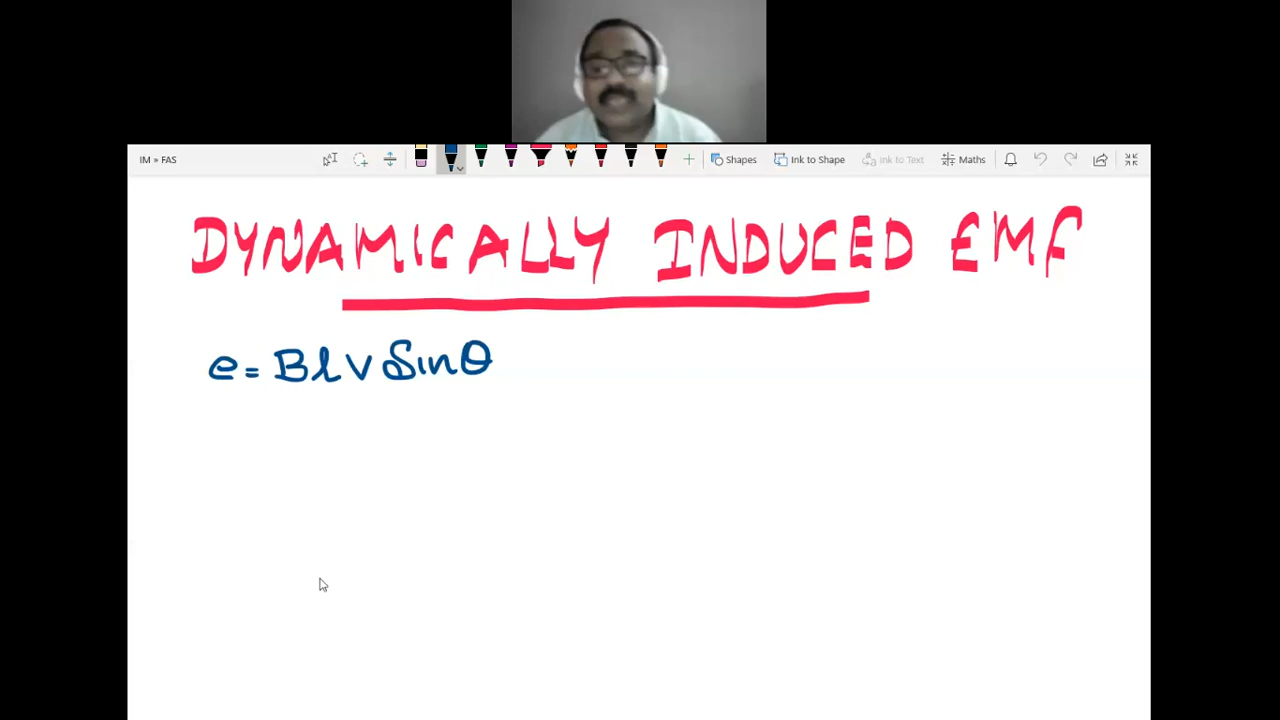 IM » FAS Shapes Ink to Shape Ink to Text Maths
DYNAMICALLY INDUCED EMF
e = Blv Sinθ